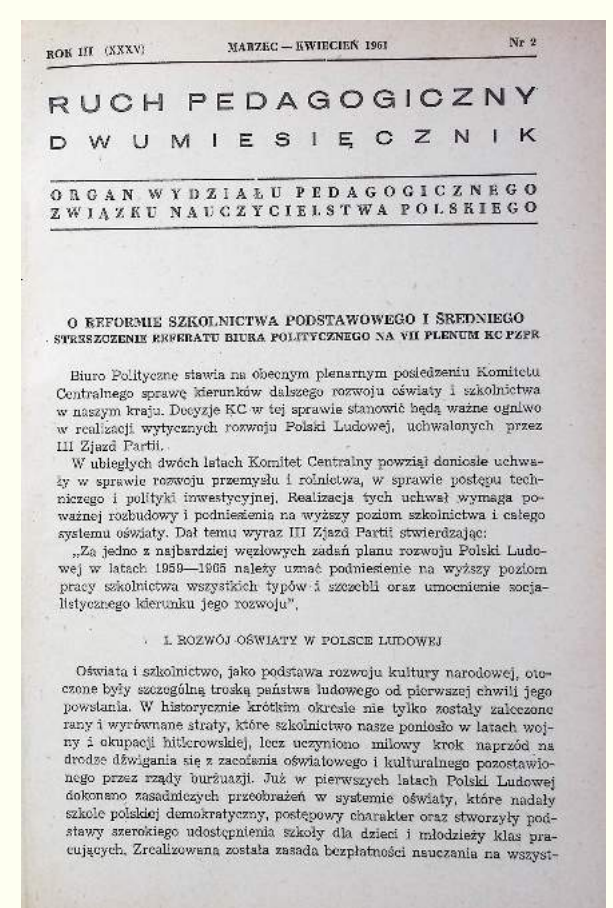 ROK III (XXXV) MARZEC — KWIECIEŃ 1961 Nr 2
RUCH PEDAGOGICZNY
DWUMIESIĘCZNIK
ORGAN WYDZIAŁU PEDAGOGICZNEGO
ZWIĄZKU NAUCZYCIELSTWA POLSKIEGO
O REFORMIE SZKOLNICTWA PODSTAWOWEGO I ŚREDNIEGO
STRESZCZENIE REFERATU BIURA POLITYCZNEGO NA VII PLENUM KC PZPR
Biuro Polityczne stawia na obecnym plenarnym posiedzeniu Komitetu
Centralnego sprawę kierunków dalszego rozwoju oświaty i szkolnictwa
w naszym kraju. Decyzje KC w tej sprawie stanowić będą ważne ogniwo
w realizacji wytycznych rozwoju Polski Ludowej, uchwalonych przez
III Zjazd Partii.
W ubiegłych dwóch latach Komitet Centralny powziął doniosłe uchwa-
ły w sprawie rozwoju przemysłu i rolnictwa, w sprawie postępu tech-
nicznego i polityki inwestycyjnej. Realizacja tych uchwał wymaga po-
ważnej rozbudowy i podniesienia na wyższy poziom szkolnictwa i całego
systemu oświaty. Dał temu wyraz III Zjazd Partii stwierdzając:
„Za jedno z najbardziej węzłowych zadań planu rozwoju Polski Ludo-
wej w latach 1959—1965 należy uznać podniesienie na wyższy poziom
pracy szkolnictwa wszystkich typów i szczebli oraz umocnienie socja-
listycznego kierunku jego rozwoju”.
I. ROZWÓJ OŚWIATY W POLSCE LUDOWEJ
Oświata i szkolnictwo, jako podstawa rozwoju kultury narodowej, oto-
czone były szczególną troską państwa ludowego od pierwszej chwili jego
powstania. W historycznie krótkim okresie nie tylko zostały zaleczone
rany i wyrównane straty, które szkolnictwo nasze poniosło w latach woj-
ny i okupacji hitlerowskiej, lecz uczyniono milowy krok naprzód na
drodze dźwigania się z zacofania oświatowego i kulturalnego pozostawio-
nego przez rządy burżuazji. Już w pierwszych latach Polski Ludowej
dokonano zasadniczych przeobrażeń w systemie oświaty, które nadały
szkole polskiej demokratyczny, postępowy charakter oraz stworzyły pod-
stawy szerokiego udostępnienia szkoły dla dzieci i młodzieży klas pra-
cujących. Zrealizowana została zasada bezpłatności nauczania na wszyst-